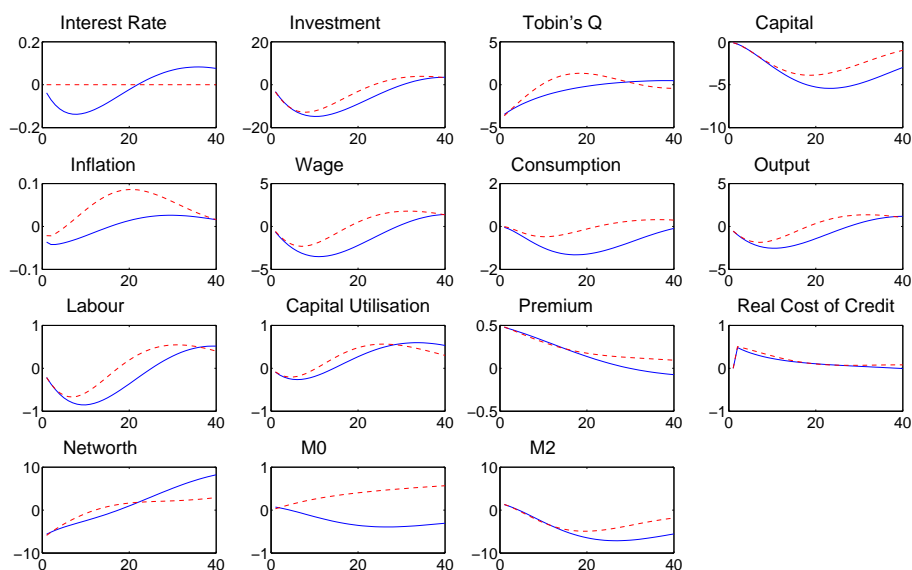 Interest Rate
0.2
0
−0.2
0 20 40
Investment
20
0
−20
0 20 40
Tobin's Q
5
0
−5
0 20 40
Capital
0
−5
−10
0 20 40
Inflation
0.1
0
−0.1
0 20 40
Wage
5
0
−5
0 20 40
Consumption
2
0
−2
0 20 40
Output
5
0
−5
0 20 40
Labour
1
0
−1
0 20 40
Capital Utilisation
1
0
−1
0 20 40
Premium
0.5
0
−0.5
0 20 40
Real Cost of Credit
1
0
−1
0 20 40
Networth
10
0
−10
0 20 40
M0
1
0
1
0 20 40
M2
10
0
−10
0 20 40